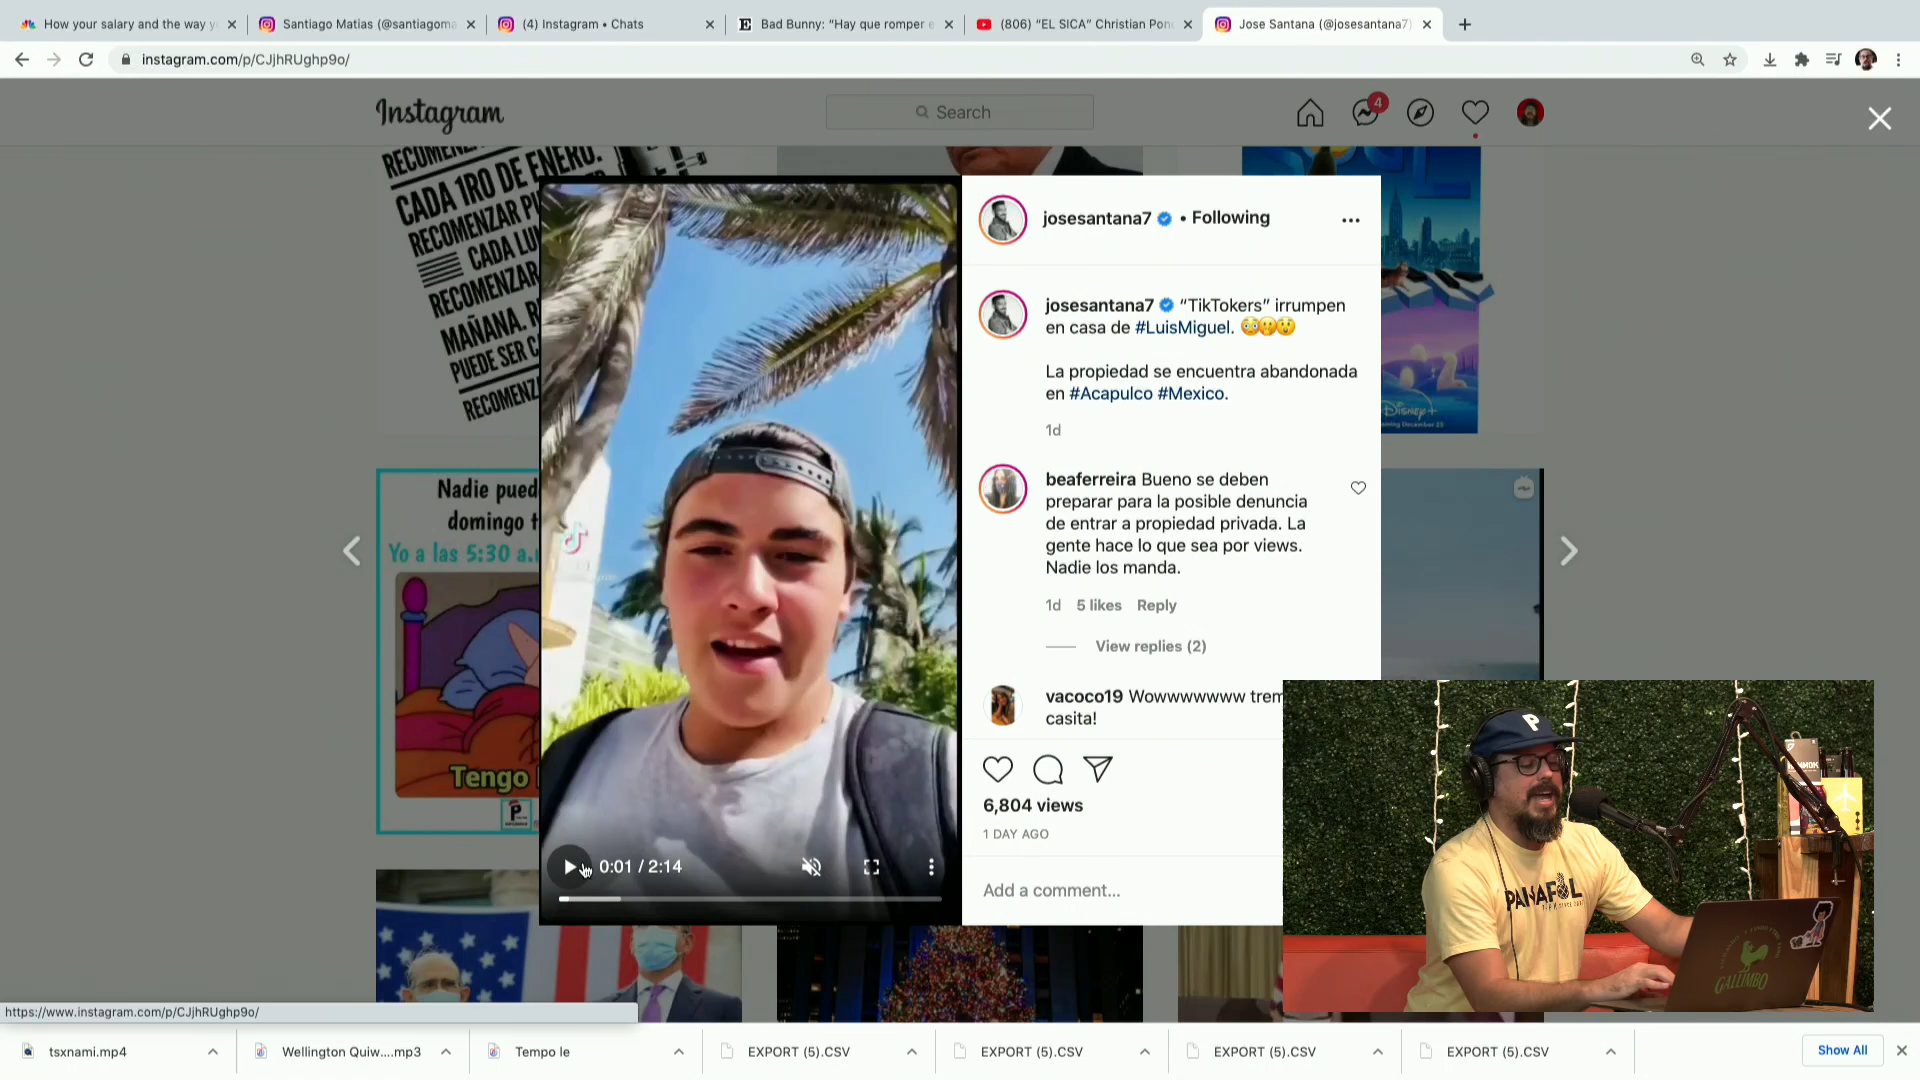 How your salary and the way y
Santiago Matias (@santiagoma
(4) Instagram • Chats
Bad Bunny: “Hay que romper e
(806) “EL SICA” Christian Pon
Jose Santana (@josesantana7)
instagram.com/p/CJjhRUghp9o/
Instagram
Search
4
RECOMEN
CADA 1RO DE ENERO.
RECOMENZAR
CADA LU
RECOMENZAR
MAÑANA. R
PUEDE SER
RECOMENZ
Disney+
josesantana7 • Following
josesantana7 “TikTokers” irrumpen
en casa de #LuisMiguel. 😳🤭😲
La propiedad se encuentra abandonada
en #Acapulco #Mexico.
1d
beaferreira Bueno se deben
preparar para la posible denuncia
de entrar a propiedad privada. La
gente hace lo que sea por views.
Nadie los manda.
1d 5 likes Reply
View replies (2)
vacoco19 Wowwwwwww trem
casita!
6,804 views
1 DAY AGO
Add a comment...
Nadie pued
domingo t
Yo a las 5:30 a.
Tengo
0:01 / 2:14
P
GALLIMBO
https://www.instagram.com/p/CJjhRUghp9o/
tsxnami.mp4
Wellington Quiw....mp3
Tempo le
EXPORT (5).CSV
EXPORT (5).CSV
EXPORT (5).CSV
EXPORT (5).CSV
Show All